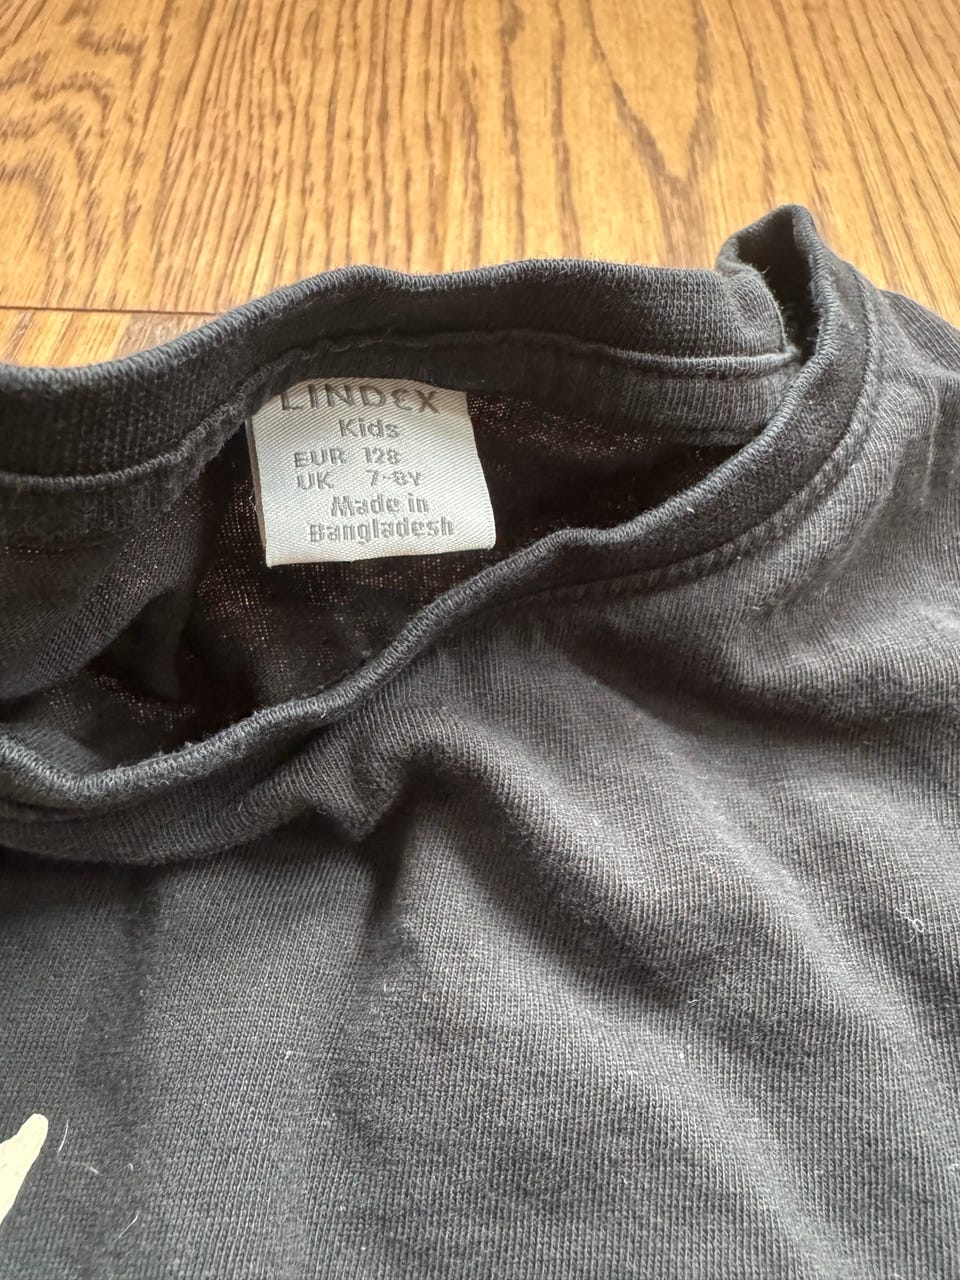 LINDEX
Kids
EUR 128
UK 7-8Y
Made in
Bangladesh